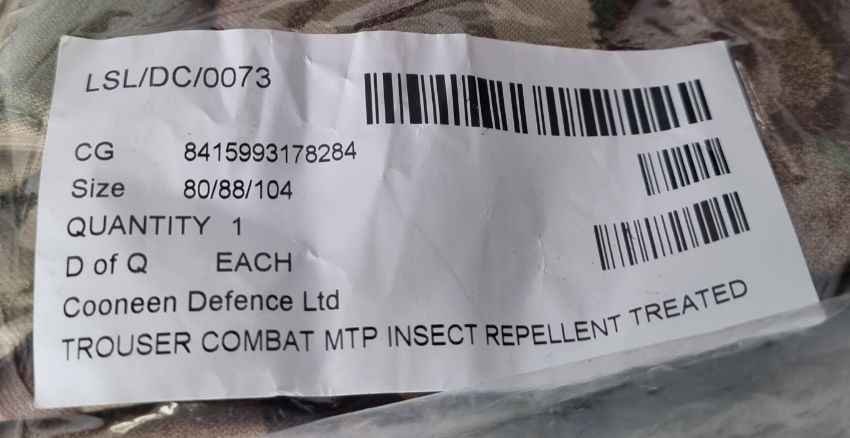 LSL/DC/0073
CG 8415993178284
Size 80/88/104
QUANTITY 1
D of Q EACH
Cooneen Defence Ltd
TROUSER COMBAT MTP INSECT REPELLENT TREATED